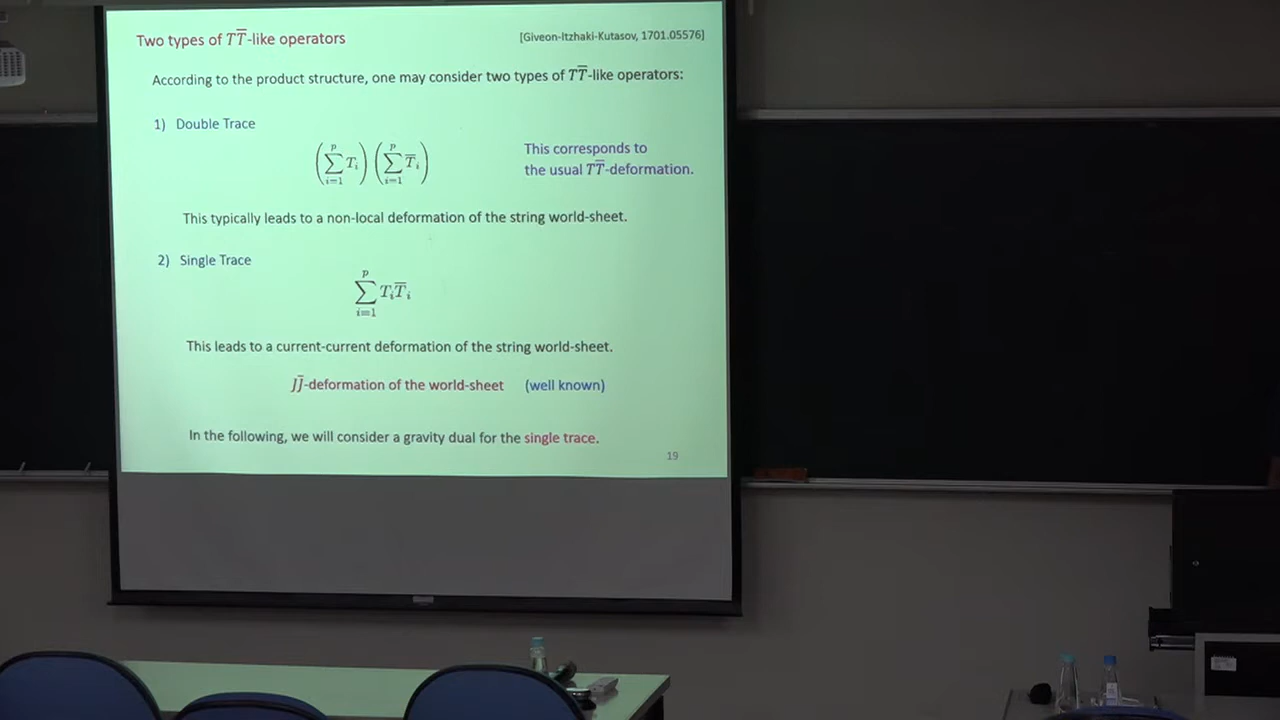 Two types of $T\overline{T}$-like operators
[Giveon-Itzhaki-Kutasov, 1701.05576]
According to the product structure, one may consider two types of $T\overline{T}$-like operators:
1) Double Trace
$\left(\sum_{i=1}^{p} T_i\right)\left(\sum_{i=1}^{p} \overline{T}_i\right)$
This corresponds to
the usual $T\overline{T}$-deformation.
This typically leads to a non-local deformation of the string world-sheet.
2) Single Trace
$\sum_{i=1}^{p} T_i\overline{T}_i$
This leads to a current-current deformation of the string world-sheet.
$J\bar{J}$-deformation of the world-sheet (well known)
In the following, we will consider a gravity dual for the single trace.
19